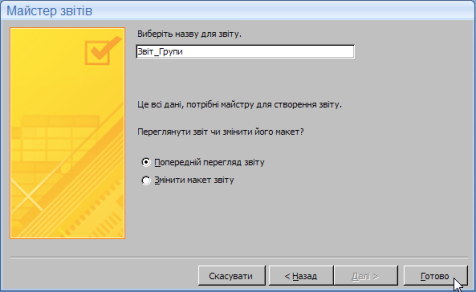 Майстер звітів
Виберіть назву для звіту.
Звіт_Групи
Це всі дані, потрібні майстру для створення звіту.
Переглянути звіт чи змінити його макет?
Попередній перегляд звіту
Змінити макет звіту
Скасувати < Назад Далі > Готово